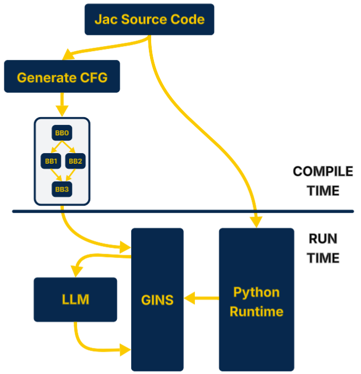 Jac Source Code
Generate CFG
BB0
BB1
BB2
BB3
COMPILE
TIME
RUN
TIME
LLM
GINS
Python
Runtime